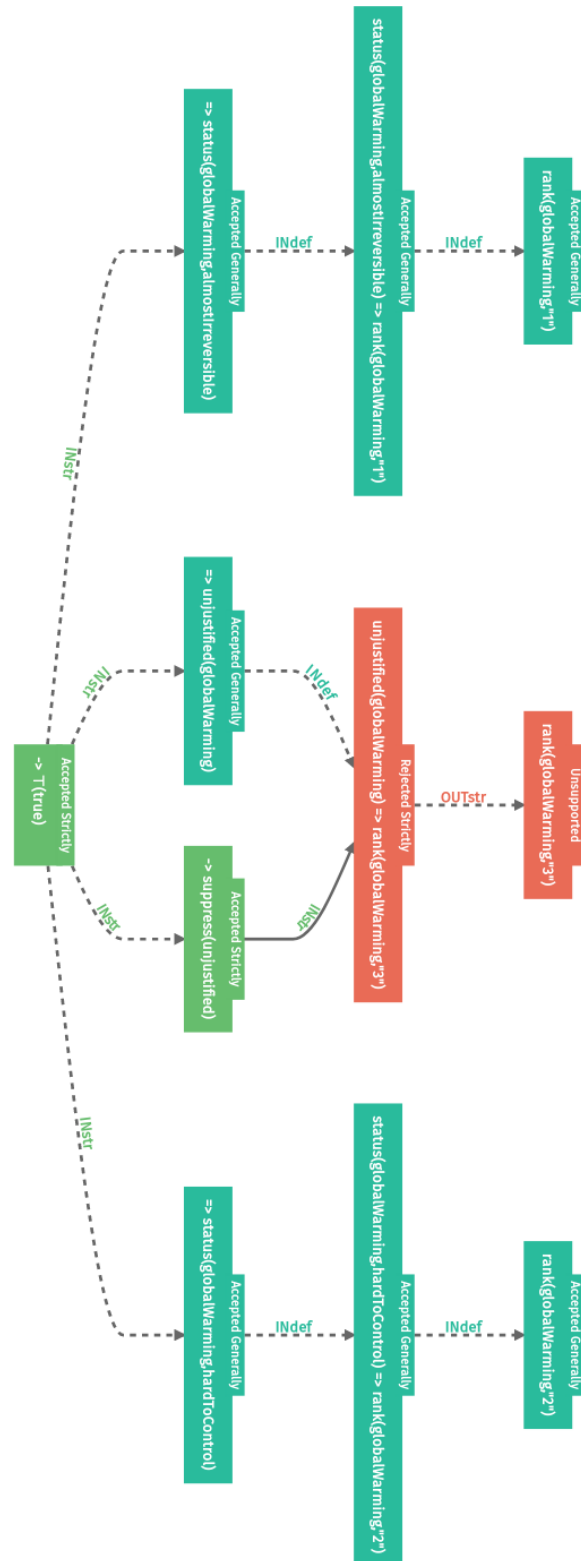 Accepted Generally
rank(globalWarming,"1")
Unsupported
rank(globalWarming,"3")
Accepted Generally
rank(globalWarming,"2")
INdef
OUTstr
INdef
Accepted Generally
status(globalWarming,almostIrreversible) => rank(globalWarming,"1")
Rejected Strictly
unjustified(globalWarming) => rank(globalWarming,"3")
Accepted Generally
status(globalWarming,hardToControl) => rank(globalWarming,"2")
INdef
INdef
INstr
INdef
Accepted Generally
=> status(globalWarming,almostIrreversible)
Accepted Generally
=> unjustified(globalWarming)
Accepted Strictly
-> suppress(unjustified)
Accepted Generally
=> status(globalWarming,hardToControl)
INstr
INstr
INstr
INstr
Accepted Strictly
-> T(true)